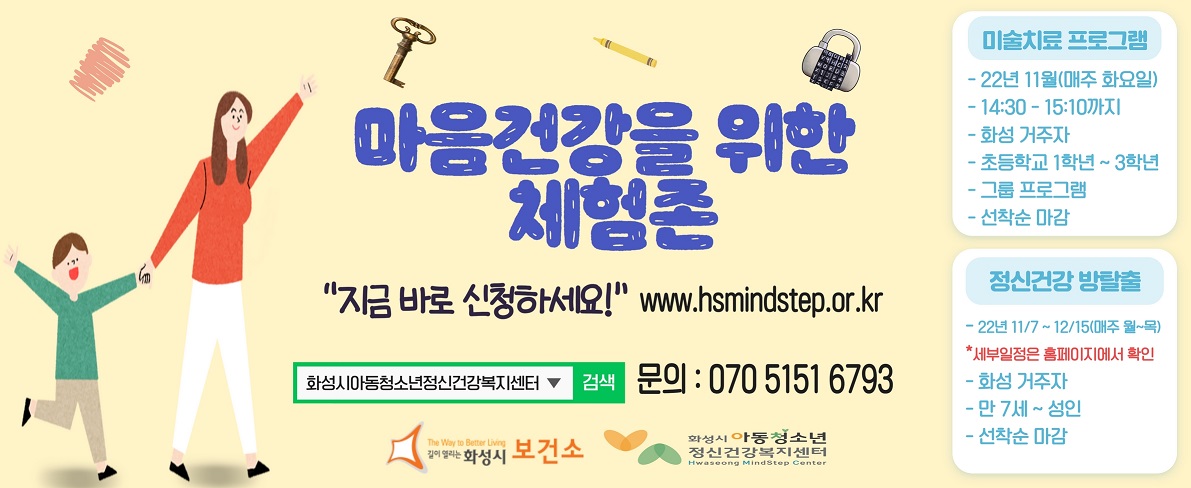 마음건강을 위한
체험존
"지금 바로 신청하세요!" www.hsmindstep.or.kr
화성시아동청소년정신건강복지센터 ▼ 검색
문의 : 070 5151 6793
The Way to Better Living
길이 열리는 화성시 보건소
화성시 아동청소년
정신건강복지센터
Hwaseong MindStep Center
미술치료 프로그램
- 22년 11월(매주 화요일)
- 14:30 - 15:10까지
- 화성 거주자
- 초등학교 1학년 ~ 3학년
- 그룹 프로그램
- 선착순 마감
정신건강 방탈출
- 22년 11/7 ~ 12/15(매주 월~목)
*세부일정은 홈페이지에서 확인
- 화성 거주자
- 만 7세 ~ 성인
- 선착순 마감